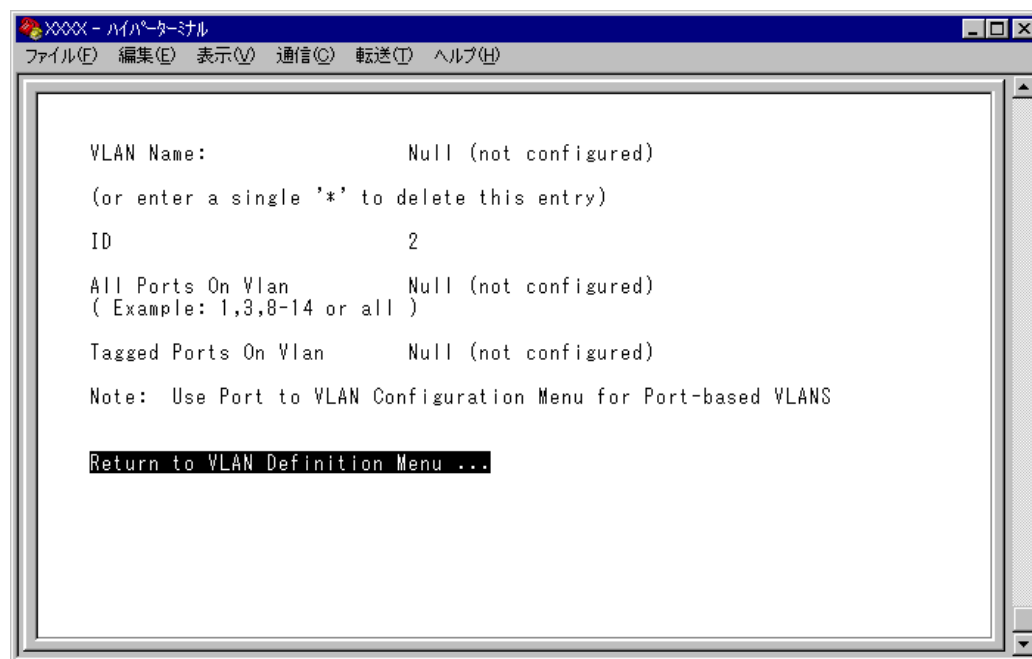 XXXX - ハイパーターミナル
ファイル(F) 編集(E) 表示(V) 通信(C) 転送(T) ヘルプ(H)
VLAN Name: Null (not configured)
(or enter a single '*' to delete this entry)
ID 2
All Ports On Vlan Null (not configured)
( Example: 1,3,8-14 or all )
Tagged Ports On Vlan Null (not configured)
Note: Use Port to VLAN Configuration Menu for Port-based VLANS
Return to VLAN Definition Menu ...